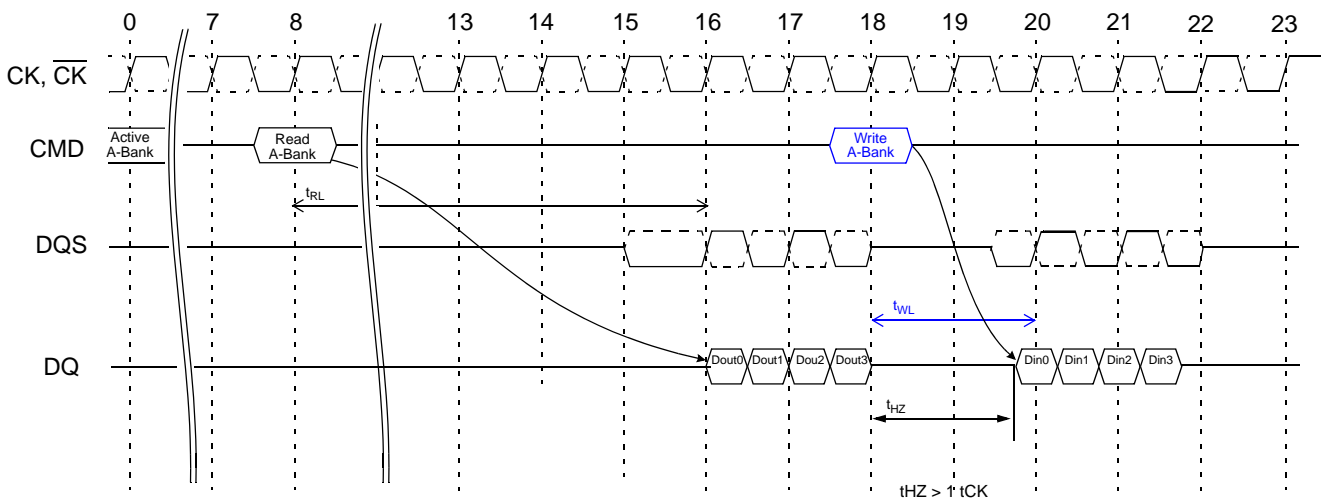 0 7 8 13 14 15 16 17 18 19 20 21 22 23
CK, CK
CMD
Active
A-Bank
Read
A-Bank
Write
A-Bank
tRL
DQS
tWL
DQ
Dout0 Dout1 Dou2 Dout3 Din0 Din1 Din2 Din3
tHZ
tHZ > 1 tCK